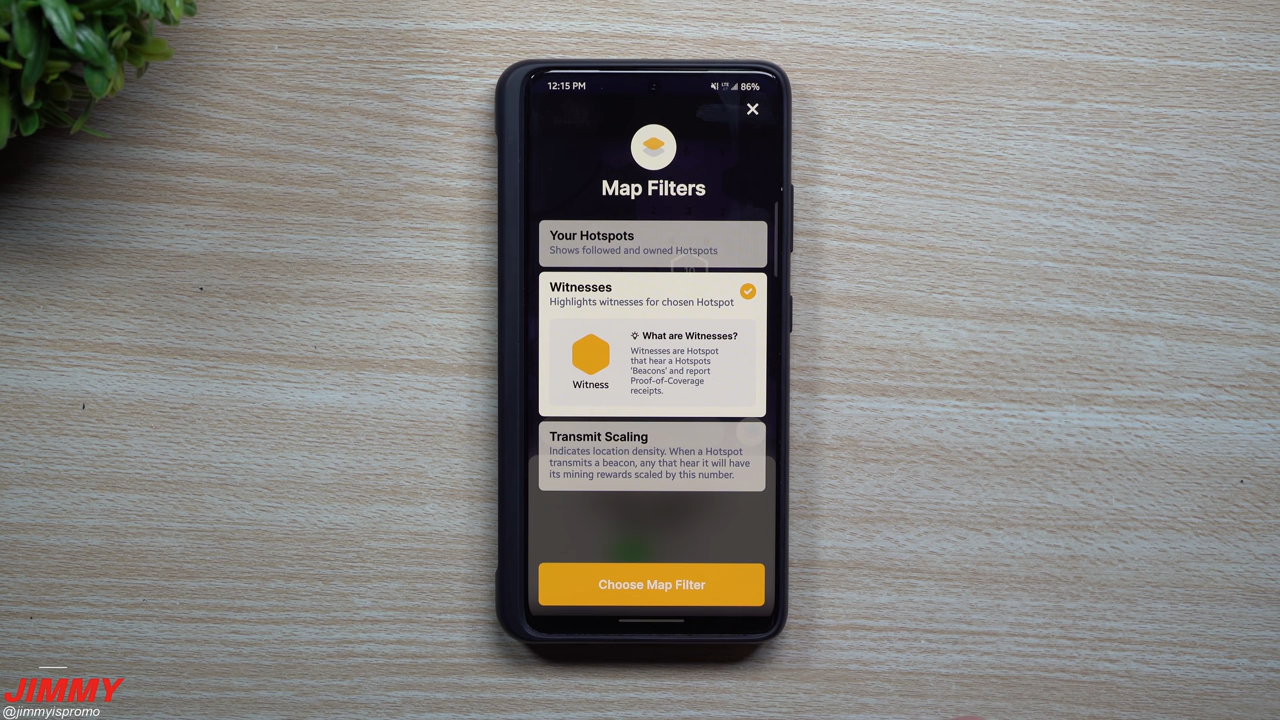 12:15 PM
LTE
86%
Map Filters
Your Hotspots
Shows followed and owned Hotspots
Witnesses
Highlights witnesses for chosen Hotspot
What are Witnesses?
Witnesses are Hotspot
that hear a Hotspots
'Beacons' and report
Proof-of-Coverage
receipts.
Witness
Transmit Scaling
Indicates location density. When a Hotspot
transmits a beacon, any that hear it will have
its mining rewards scaled by this number.
Choose Map Filter
JIMMY
@jimmyispromo